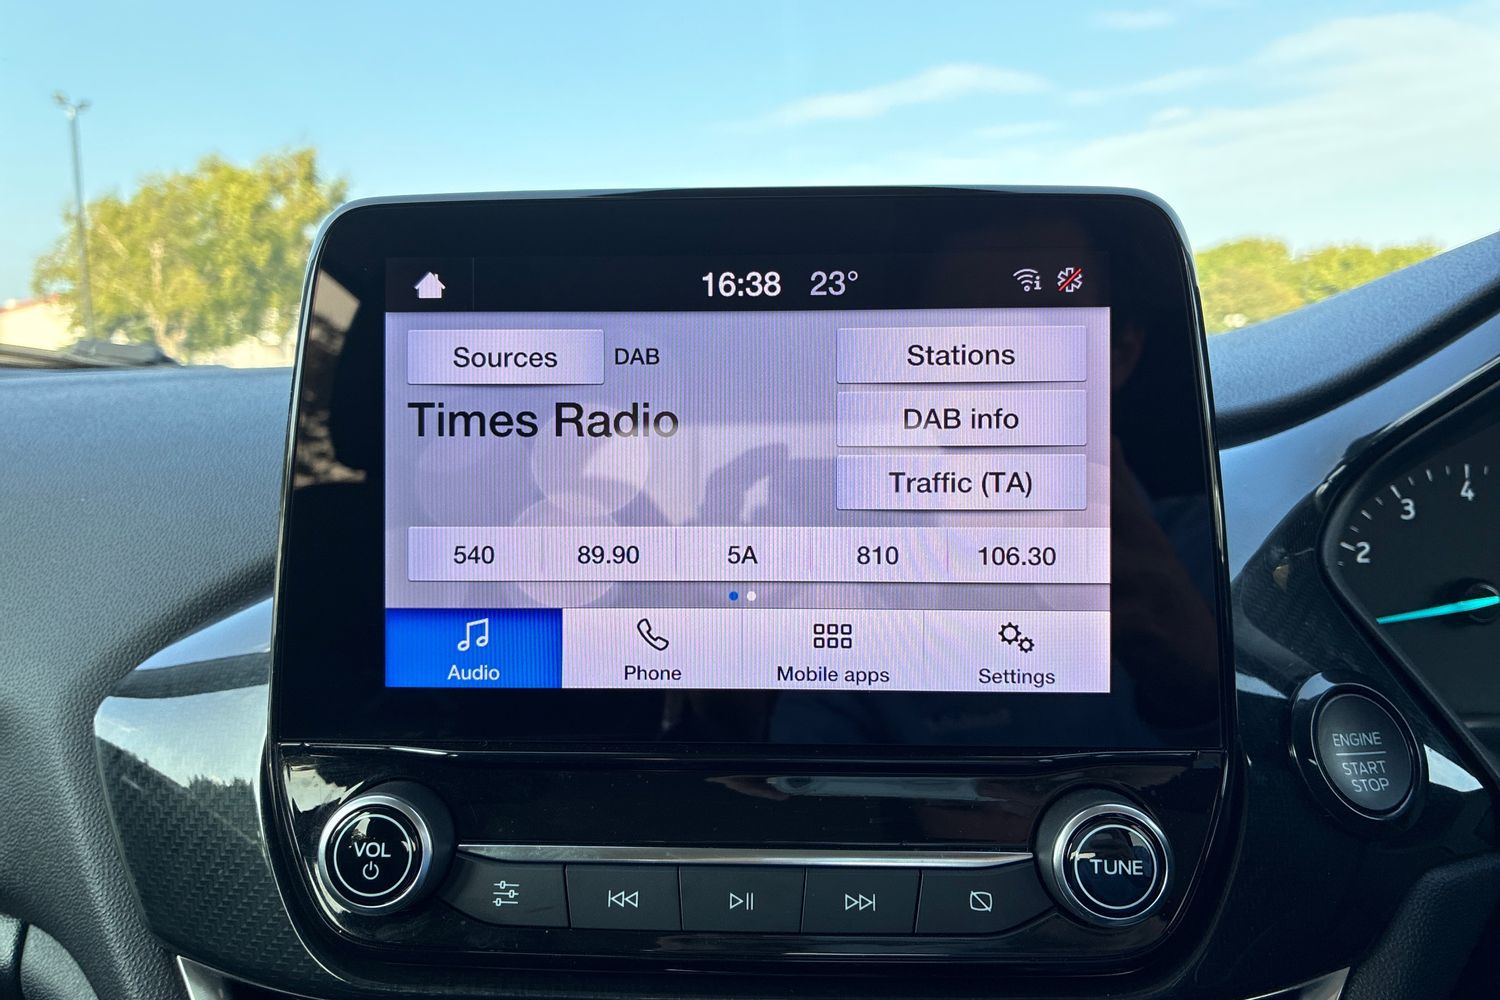 16:38 23°
Sources DAB Stations
Times Radio DAB info
Traffic (TA)
540 89.90 5A 810 106.30
Audio Phone Mobile apps Settings
2 3 4
ENGINE
START
STOP
VOL
TUNE